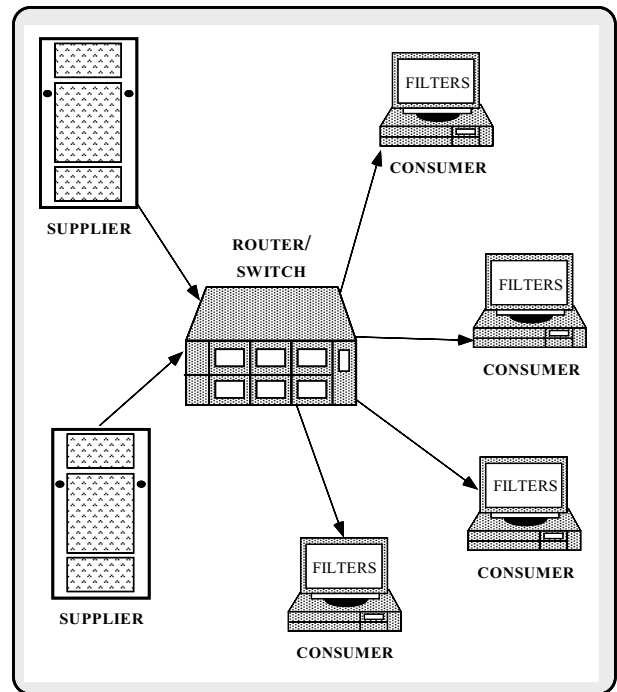 FILTERS
CONSUMER
SUPPLIER
ROUTER/
SWITCH
FILTERS
CONSUMER
FILTERS
CONSUMER
FILTERS
CONSUMER
SUPPLIER